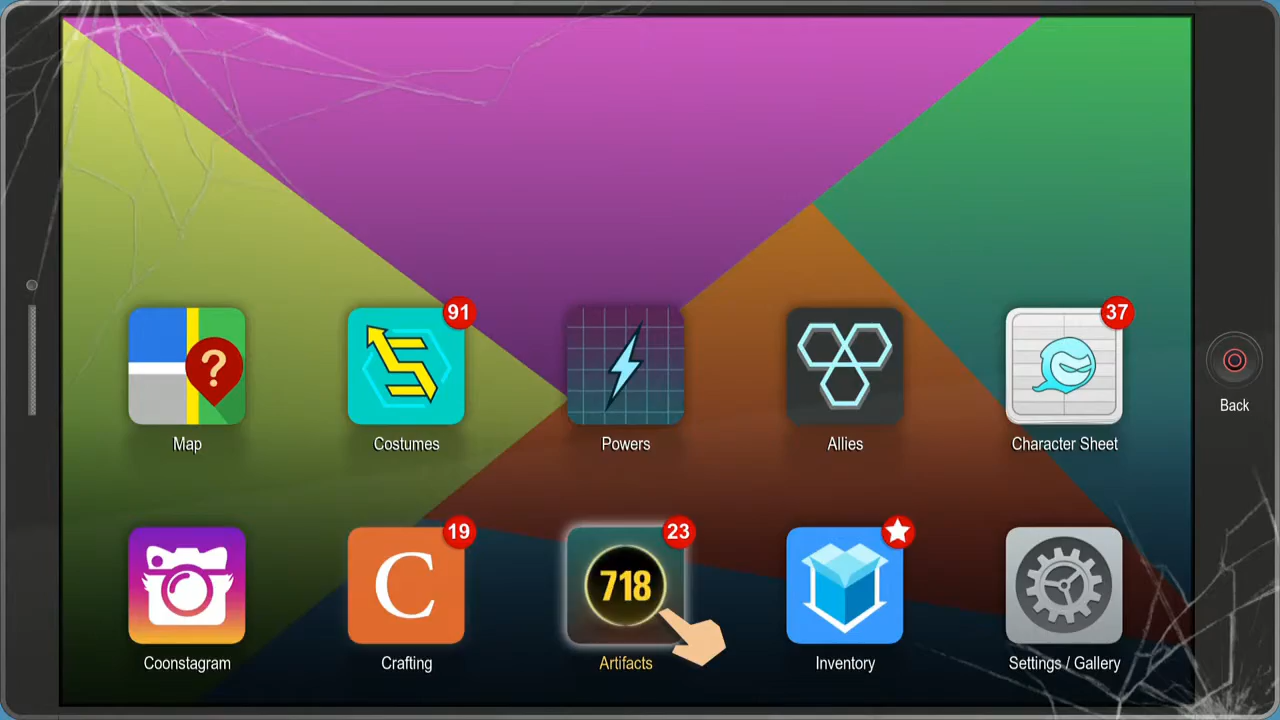 91
37
?
Map
Costumes
Powers
Allies
Character Sheet
Back
19
23
C
718
Coonstagram
Crafting
Artifacts
Inventory
Settings / Gallery